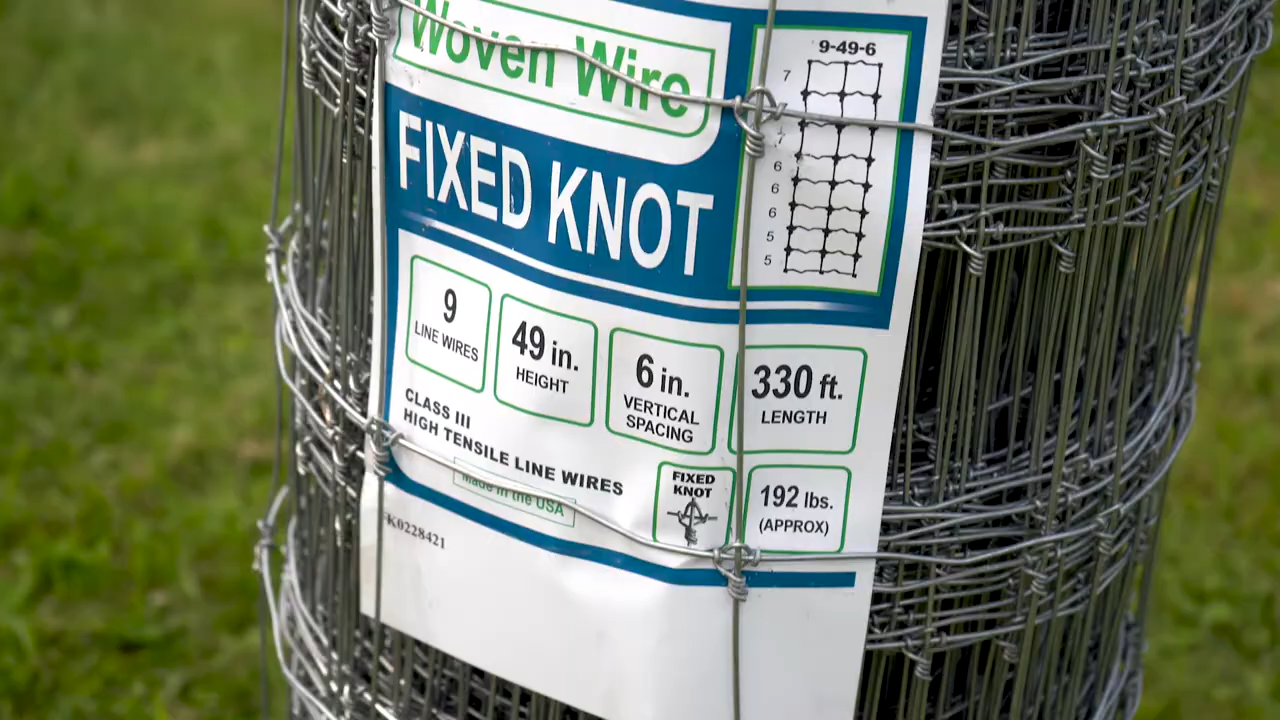 Woven Wire
FIXED KNOT
9-49-6
7
7
6
6
6
5
5
9
LINE WIRES
49 in.
HEIGHT
6 in.
VERTICAL
SPACING
330 ft.
LENGTH
CLASS III
HIGH TENSILE LINE WIRES
Made in the USA
FIXED
KNOT
192 lbs.
(APPROX)
K0228421